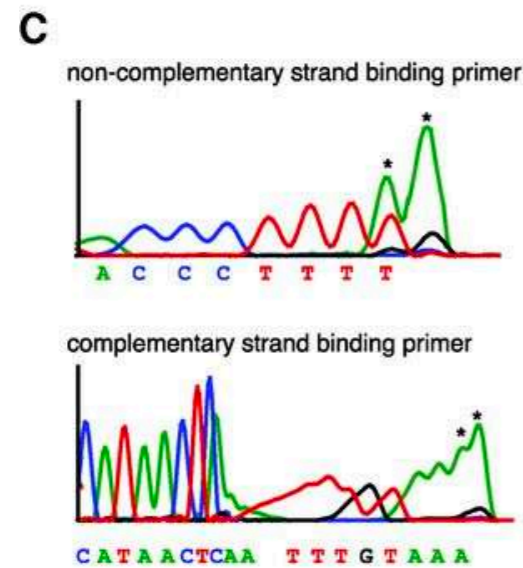 C
non-complementary strand binding primer
* *
A C C C T T T T
complementary strand binding primer
* *
C A T A A C T C A A T T T G T A A A